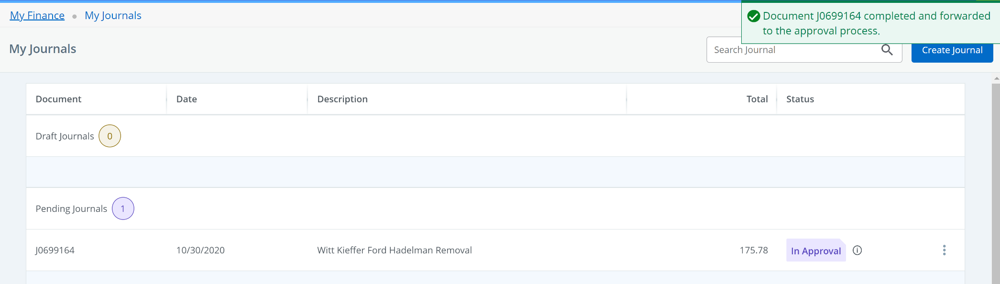 My Finance • My Journals
Document J0699164 completed and forwarded
to the approval process.
My Journals
Search Journal
Create Journal
Document Date Description Total Status
Draft Journals 0
Pending Journals 1
J0699164 10/30/2020 Witt Kieffer Ford Hadelman Removal 175.78 In Approval